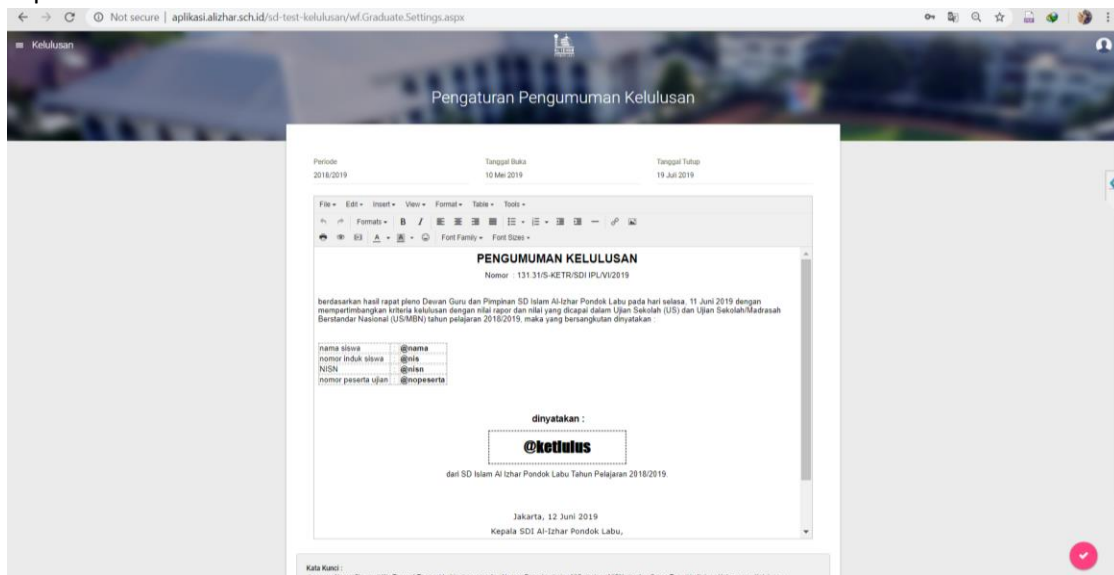 Not secure | aplikasi.alizhar.sch.id/sd-test-kelulusan/wf.Graduate.Settings.aspx
Kelulusan
Pengaturan Pengumuman Kelulusan
Periode Tanggal Buka Tanggal Tutup
2018/2019 10 Mei 2019 19 Juli 2019
File Edit Insert View Format Table Tools
Formats B I
A A Font Family Font Sizes
PENGUMUMAN KELULUSAN
Nomor : 131.31/S-KETR/SDI IPL/VI/2019
berdasarkan hasil rapat pleno Dewan Guru dan Pimpinan SD Islam Al-Izhar Pondok Labu pada hari selasa, 11 Juni 2019 dengan
mempertimbangkan kriteria kelulusan dengan nilai rapor dan nilai yang dicapai dalam Ujian Sekolah (US) dan Ujian Sekolah/Madrasah
Berstandar Nasional (US/MBN) tahun pelajaran 2018/2019, maka yang bersangkutan dinyatakan :
nama siswa : @nama
nomor induk siswa : @nis
NISN : @nisn
nomor peserta ujian : @nopeserta
dinyatakan :
@ketlulus
dari SD Islam Al Izhar Pondok Labu Tahun Pelajaran 2018/2019.
Jakarta, 12 Juni 2019
Kepala SDI Al-Izhar Pondok Labu,
Kata Kunci :